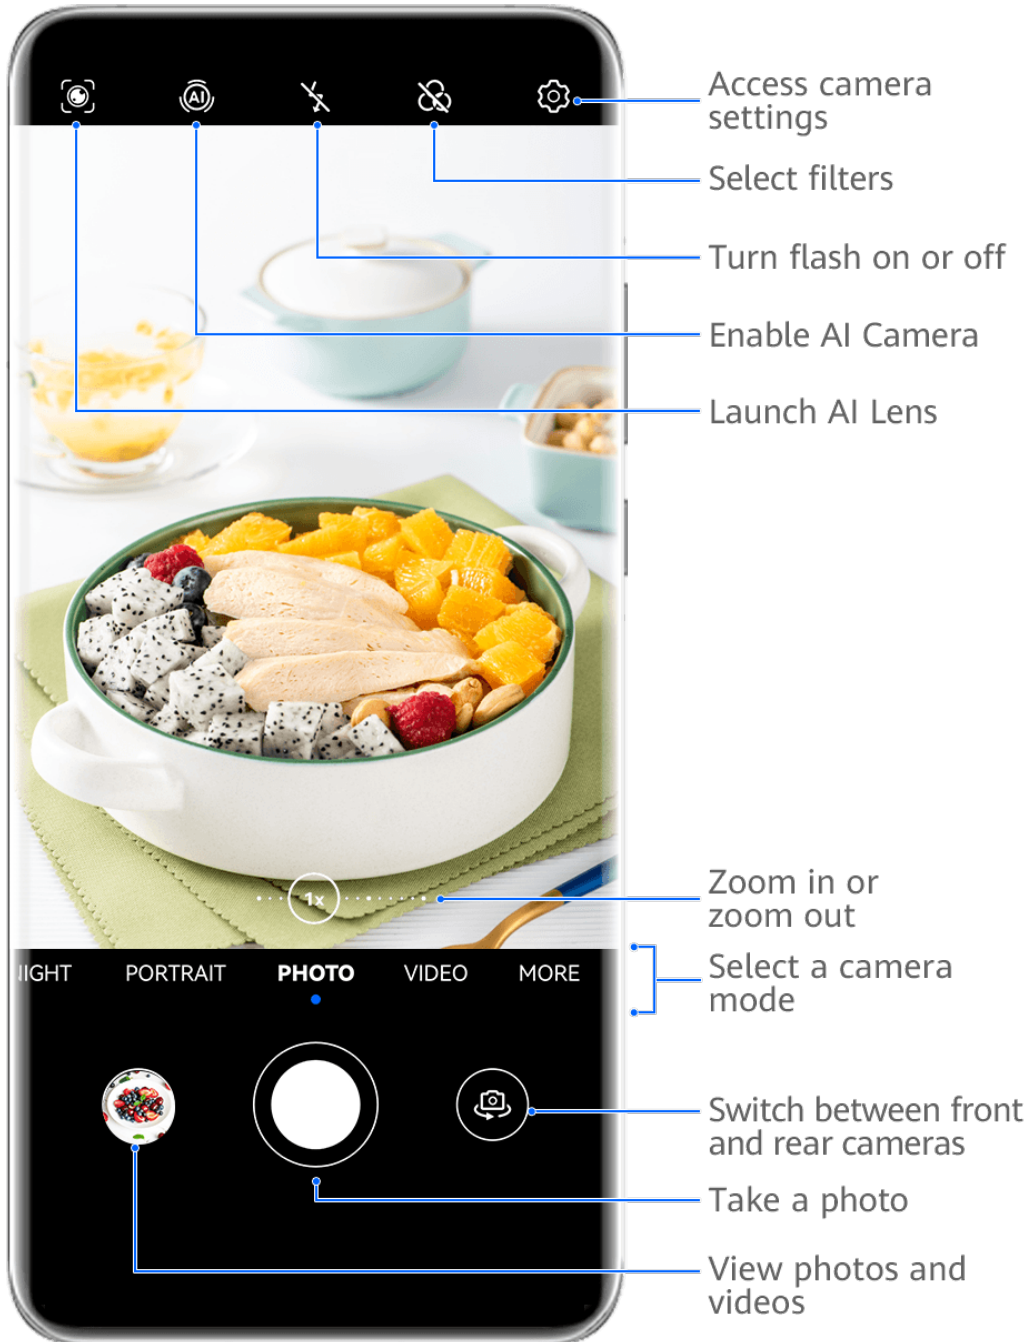 AI
Access camera
settings
Select filters
Turn flash on or off
Enable AI Camera
Launch AI Lens
1x
Zoom in or
zoom out
IGHT PORTRAIT PHOTO VIDEO MORE
Select a camera
mode
Switch between front
and rear cameras
Take a photo
View photos and
videos